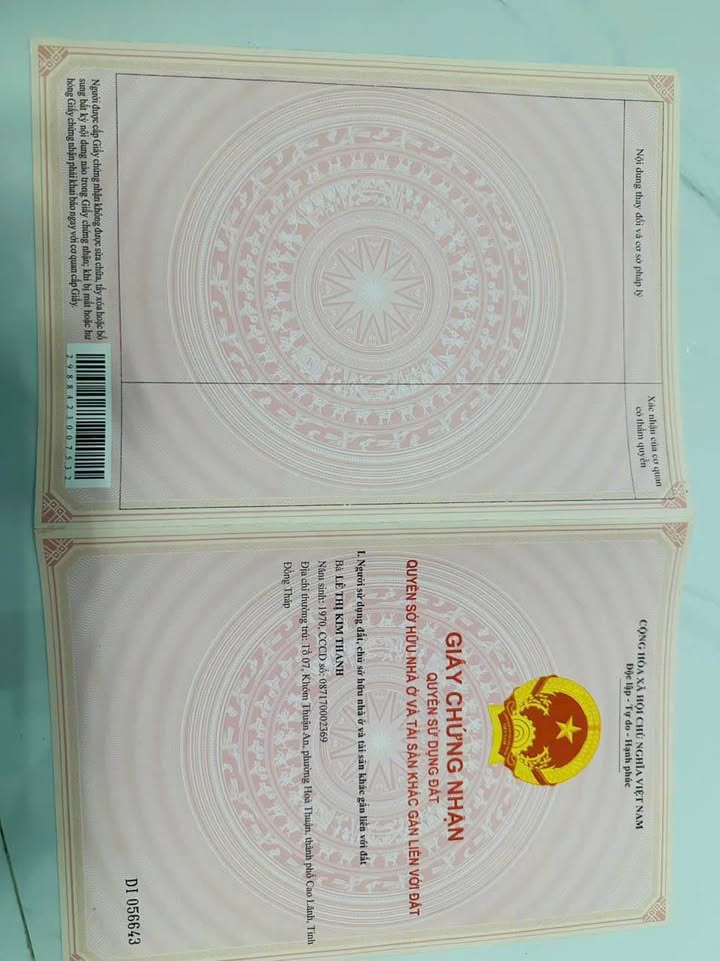 Nội dung thay đổi và cơ sở pháp lý
Xác nhận của cơ quan
có thẩm quyền
Người được cấp Giấy chứng nhận không được sửa chữa, tẩy xóa hoặc bổ
sung bất kỳ nội dung nào trong Giấy chứng nhận; khi bị mất hoặc hư
hỏng Giấy chứng nhận phải khai báo ngay với cơ quan cấp Giấy.
2988421007532
CỘNG HÒA XÃ HỘI CHỦ NGHĨA VIỆT NAM
Độc lập - Tự do - Hạnh phúc
GIẤY CHỨNG NHẬN
QUYỀN SỬ DỤNG ĐẤT
QUYỀN SỞ HỮU NHÀ Ở VÀ TÀI SẢN KHÁC GẮN LIỀN VỚI ĐẤT
I. Người sử dụng đất, chủ sở hữu nhà ở và tài sản khác gắn liền với đất
Bà LÊ THỊ KIM THANH
Năm sinh: 1970, CCCD số: 087170002369
Địa chỉ thường trú: Tổ 07, Khóm Thuận An, phường Hoà Thuận, thành phố Cao Lãnh, Tỉnh
Đồng Tháp
DI 056643